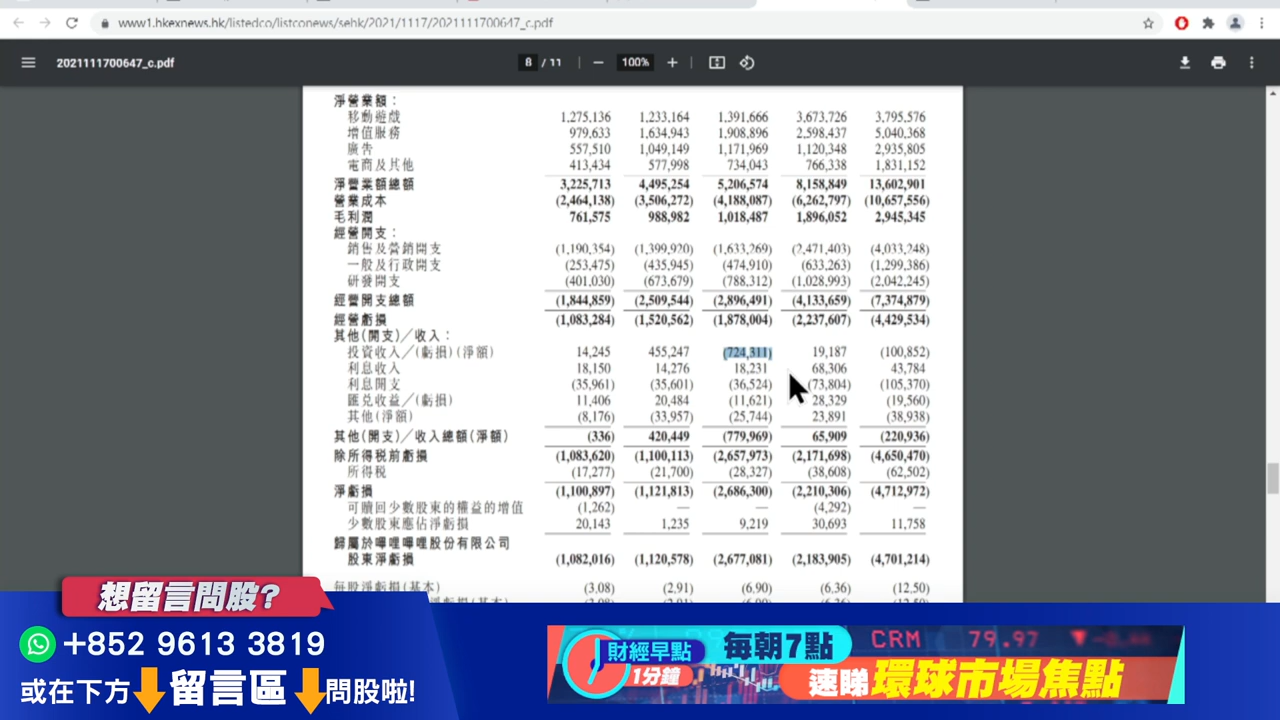 www1.hkexnews.hk/listedco/listconews/sehk/2021/1117/2021111700647_c.pdf
2021111700647_c.pdf
8 / 11
100%
淨營業額：
移動遊戲 1,275,136 1,233,164 1,391,666 3,673,726 3,795,576
增值服務 979,633 1,634,943 1,908,896 2,598,437 5,040,368
廣告 557,510 1,049,149 1,171,969 1,120,348 2,935,805
電商及其他 413,434 577,998 734,043 766,338 1,831,152
淨營業額總額 3,225,713 4,495,254 5,206,574 8,158,849 13,602,901
營業成本 (2,464,138) (3,506,272) (4,188,087) (6,262,797) (10,657,556)
毛利潤 761,575 988,982 1,018,487 1,896,052 2,945,345
經營開支：
銷售及營銷開支 (1,190,354) (1,399,920) (1,633,269) (2,471,403) (4,033,248)
一般及行政開支 (253,475) (435,945) (474,910) (633,263) (1,299,386)
研發開支 (401,030) (673,679) (788,312) (1,028,993) (2,042,245)
經營開支總額 (1,844,859) (2,509,544) (2,896,491) (4,133,659) (7,374,879)
經營虧損 (1,083,284) (1,520,562) (1,878,004) (2,237,607) (4,429,534)
其他(開支)／收入：
投資收入／(虧損)(淨額) 14,245 455,247 (724,311) 19,187 (100,852)
利息收入 18,150 14,276 18,231 68,306 43,784
利息開支 (35,961) (35,601) (36,524) (73,804) (105,370)
匯兌收益／(虧損) 11,406 20,484 (11,621) 28,329 (19,560)
其他(淨額) (8,176) (33,957) (25,744) 23,891 (38,938)
其他(開支)／收入總額(淨額) (336) 420,449 (779,969) 65,909 (220,936)
除所得稅前虧損 (1,083,620) (1,100,113) (2,657,973) (2,171,698) (4,650,470)
所得稅 (17,277) (21,700) (28,327) (38,608) (62,502)
淨虧損 (1,100,897) (1,121,813) (2,686,300) (2,210,306) (4,712,972)
可贖回少數股東的權益的增值 (1,262) — — (4,292) —
少數股東應佔淨虧損 20,143 1,235 9,219 30,693 11,758
歸屬於嗶哩嗶哩股份有限公司
股東淨虧損 (1,082,016) (1,120,578) (2,677,081) (2,183,905) (4,701,214)
每股淨虧損(基本) (3.08) (2.91) (6.90) (6.36) (12.50)
想留言問股?
+852 9613 3819
或在下方 留言區 問股啦!
財經早點
1分鐘
每朝7點
速睇環球市場焦點
CRM 79.97